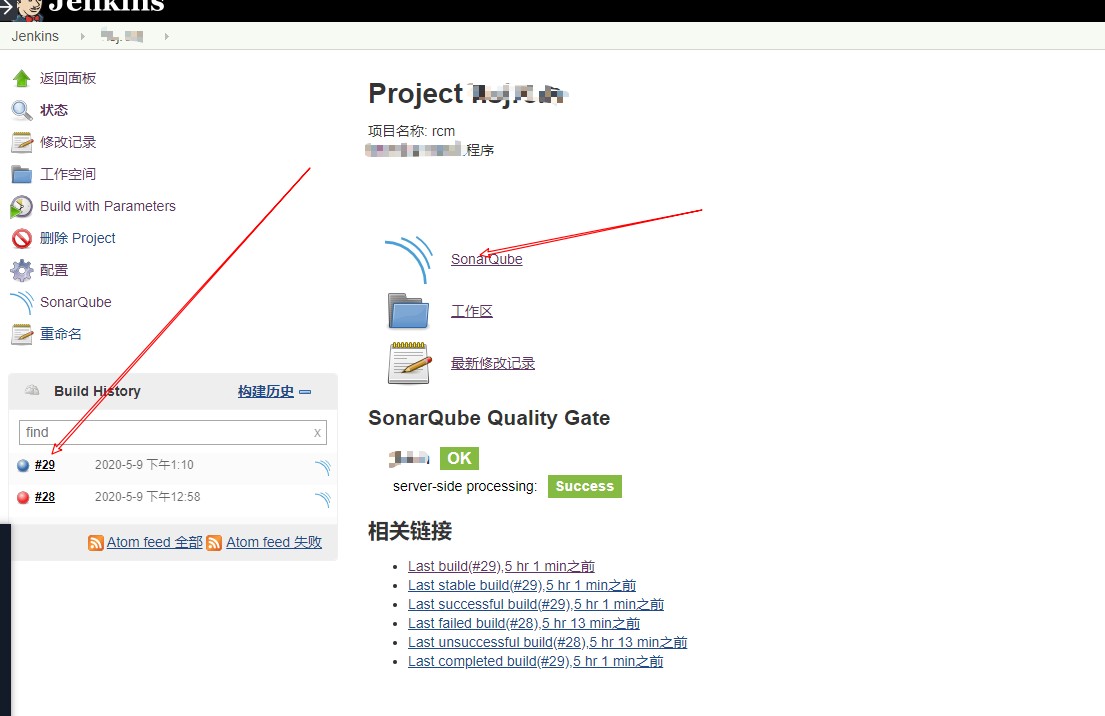 Jenkins
Jenkins
返回面板
状态
修改记录
工作空间
Build with Parameters
删除 Project
配置
SonarQube
重命名
Build History 构建历史
find x
#29 2020-5-9 下午1:10
#28 2020-5-9 下午12:58
Atom feed 全部 Atom feed 失败
Project
项目名称: rcm
程序
SonarQube
工作区
最新修改记录
SonarQube Quality Gate
OK
server-side processing: Success
相关链接
Last build(#29),5 hr 1 min之前
Last stable build(#29),5 hr 1 min之前
Last successful build(#29),5 hr 1 min之前
Last failed build(#28),5 hr 13 min之前
Last unsuccessful build(#28),5 hr 13 min之前
Last completed build(#29),5 hr 1 min之前